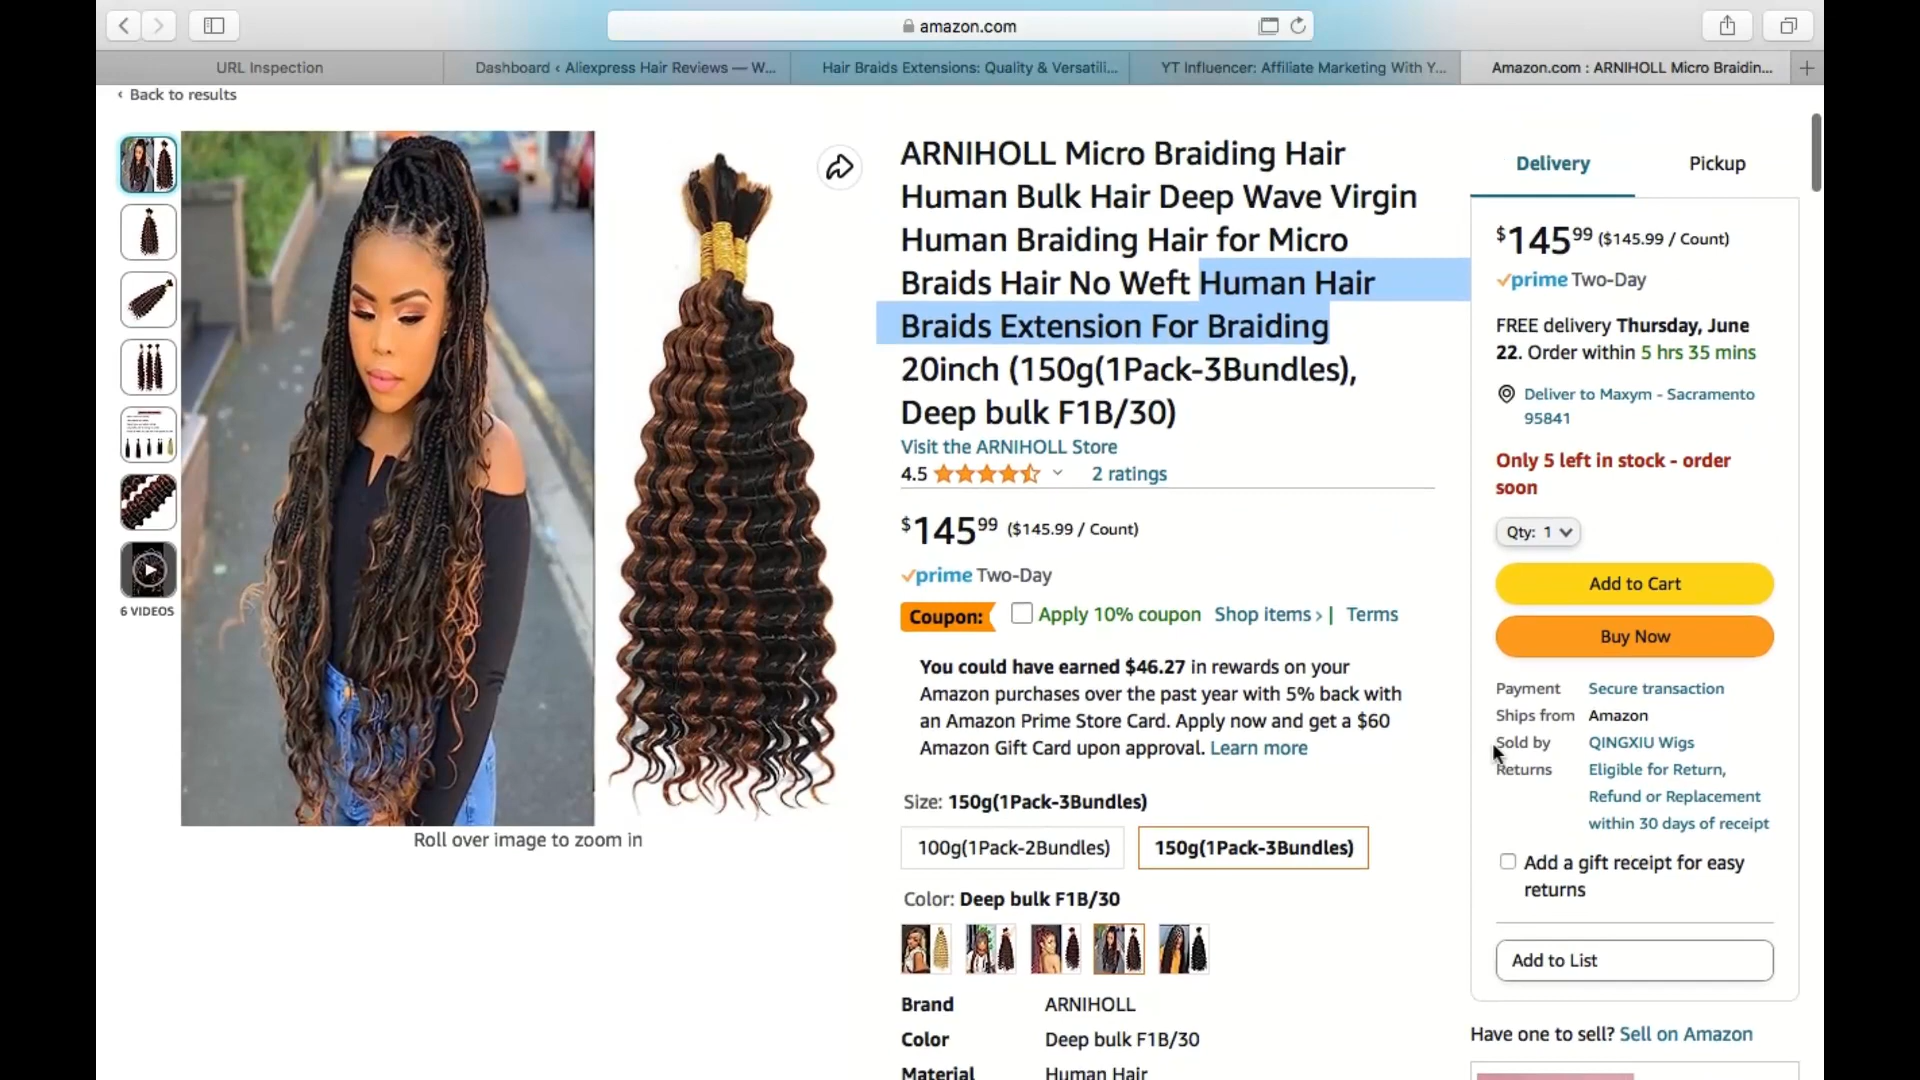 amazon.com
URL Inspection
Dashboard ‹ Aliexpress Hair Reviews — W...
Hair Braids Extensions: Quality & Versatili...
YT Influencer: Affiliate Marketing With Y...
Amazon.com : ARNIHOLL Micro Braidin...
‹ Back to results
6 VIDEOS
Roll over image to zoom in
ARNIHOLL Micro Braiding Hair
Human Bulk Hair Deep Wave Virgin
Human Braiding Hair for Micro
Braids Hair No Weft Human Hair
Braids Extension For Braiding
20inch (150g(1Pack-3Bundles),
Deep bulk F1B/30)
Visit the ARNIHOLL Store
4.5 2 ratings
$145.99 ($145.99 / Count)
prime Two-Day
Coupon: Apply 10% coupon Shop items › | Terms
You could have earned $46.27 in rewards on your
Amazon purchases over the past year with 5% back with
an Amazon Prime Store Card. Apply now and get a $60
Amazon Gift Card upon approval. Learn more
Size: 150g(1Pack-3Bundles)
100g(1Pack-2Bundles) 150g(1Pack-3Bundles)
Color: Deep bulk F1B/30
Brand ARNIHOLL
Color Deep bulk F1B/30
Material Human Hair
Delivery Pickup
$145.99 ($145.99 / Count)
prime Two-Day
FREE delivery Thursday, June
22. Order within 5 hrs 35 mins
Deliver to Maxym - Sacramento
95841
Only 5 left in stock - order
soon
Qty: 1
Add to Cart
Buy Now
Payment Secure transaction
Ships from Amazon
Sold by QINGXIU Wigs
Returns Eligible for Return,
Refund or Replacement
within 30 days of receipt
Add a gift receipt for easy
returns
Add to List
Have one to sell? Sell on Amazon